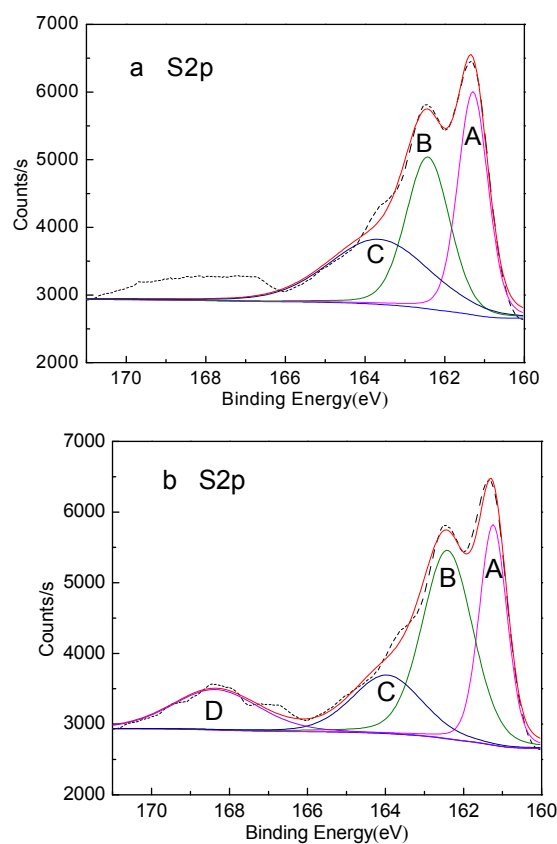 a S2p
7000
6000
5000
4000
3000
2000
Counts/s
A
B
C
170 168 166 164 162 160
Binding Energy(eV)
b S2p
7000
6000
5000
4000
3000
2000
Counts/s
A
B
C
D
170 168 166 164 162 160
Binding Energy(eV)